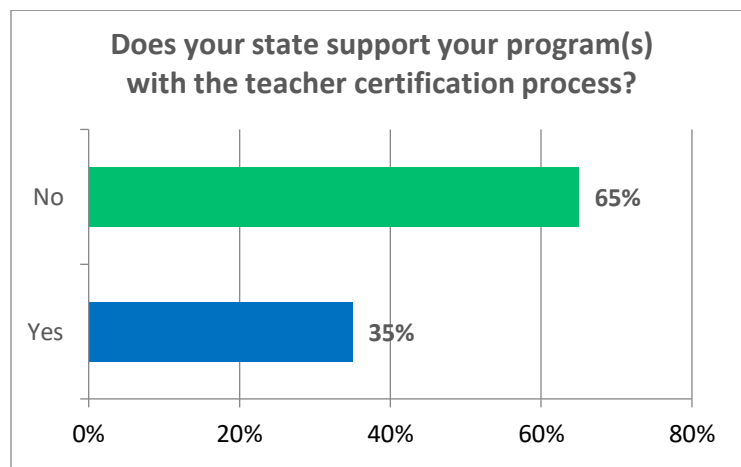 Does your state support your program(s)
with the teacher certification process?
No
65%
Yes
35%
0%
20%
40%
60%
80%